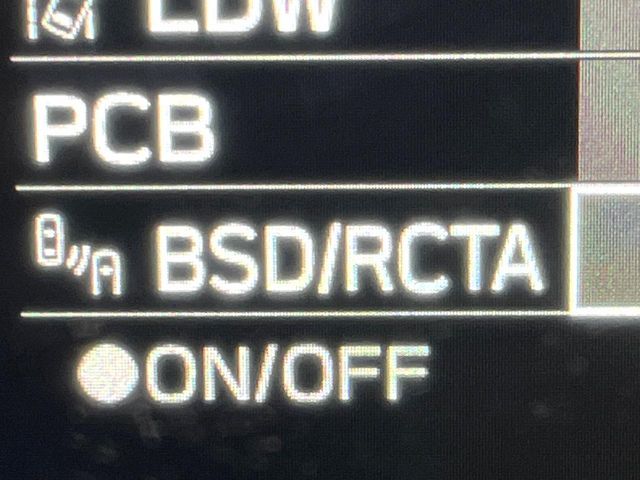 LDW
PCB
BSD/RCTA
ON/OFF